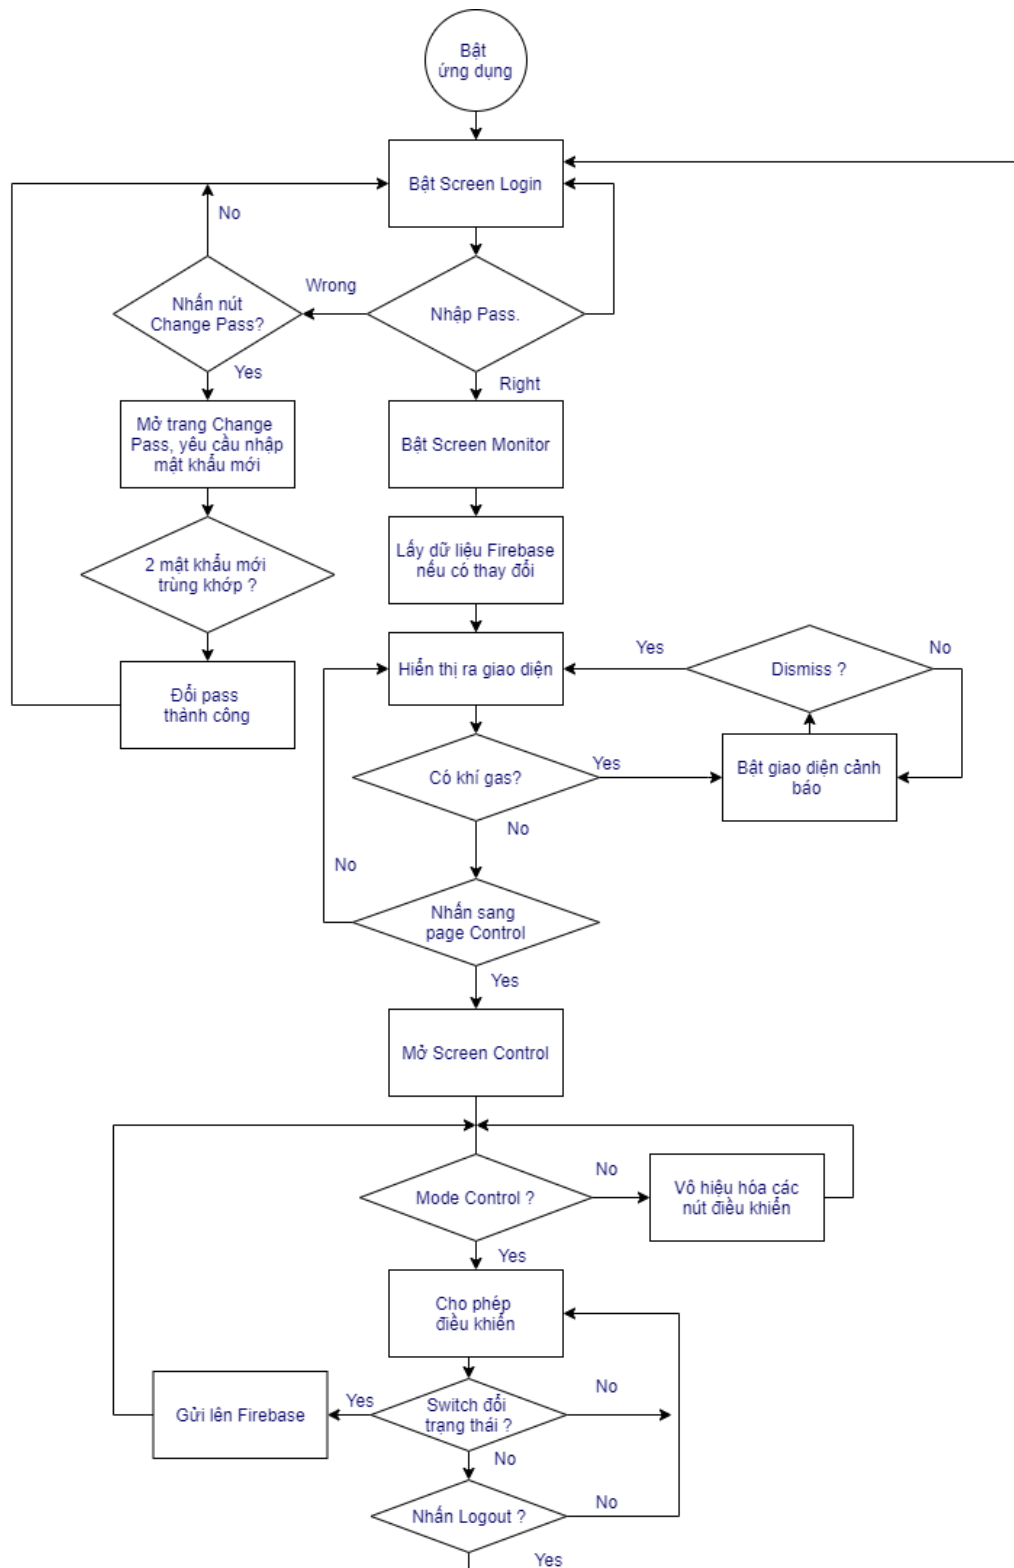 Bật
ứng dụng
Bật Screen Login
No
Wrong
Nhấn nút
Change Pass?
Nhập Pass.
Yes
Right
Mở trang Change
Pass, yêu cầu nhập
mật khẩu mới
Bật Screen Monitor
2 mật khẩu mới
trùng khớp ?
Lấy dữ liệu Firebase
nếu có thay đổi
Đổi pass
thành công
Hiển thị ra giao diện
Yes
Dismiss ?
No
Có khí gas?
Yes
Bật giao diện cảnh
báo
No
No
Nhấn sang
page Control
Yes
Mở Screen Control
Mode Control ?
No
Vô hiệu hóa các
nút điều khiển
Yes
Cho phép
điều khiển
Gửi lên Firebase
Yes
Switch đổi
trạng thái ?
No
No
Nhấn Logout ?
No
Yes